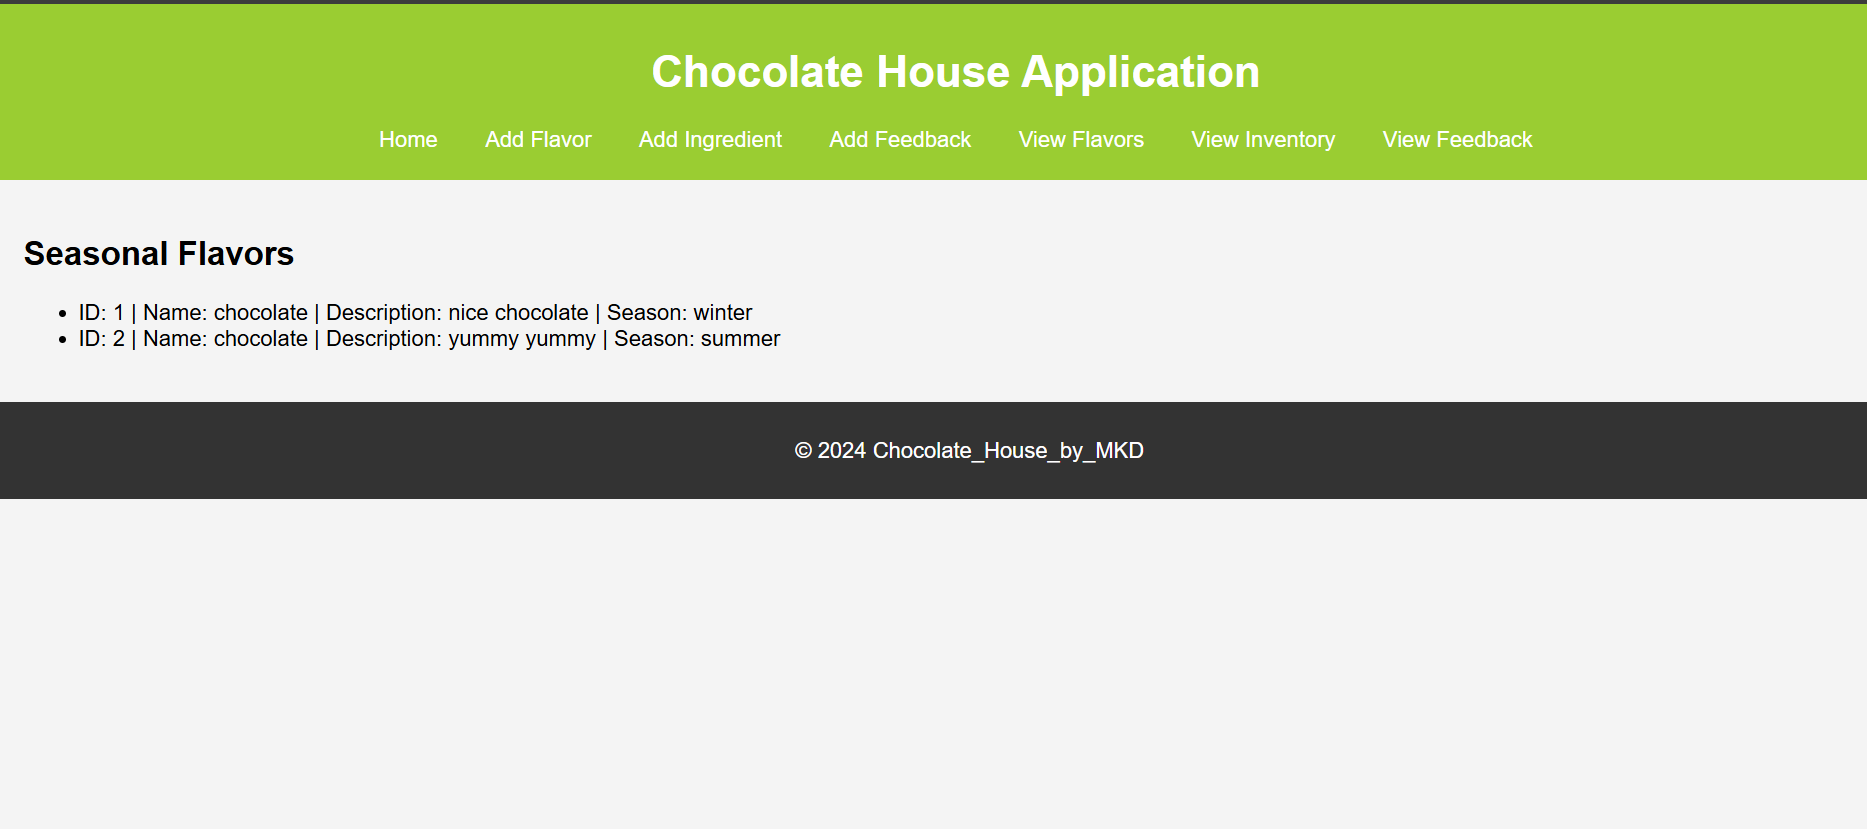 Chocolate House Application
Home Add Flavor Add Ingredient Add Feedback View Flavors View Inventory View Feedback
Seasonal Flavors
• ID: 1 | Name: chocolate | Description: nice chocolate | Season: winter
• ID: 2 | Name: chocolate | Description: yummy yummy | Season: summer
© 2024 Chocolate_House_by_MKD